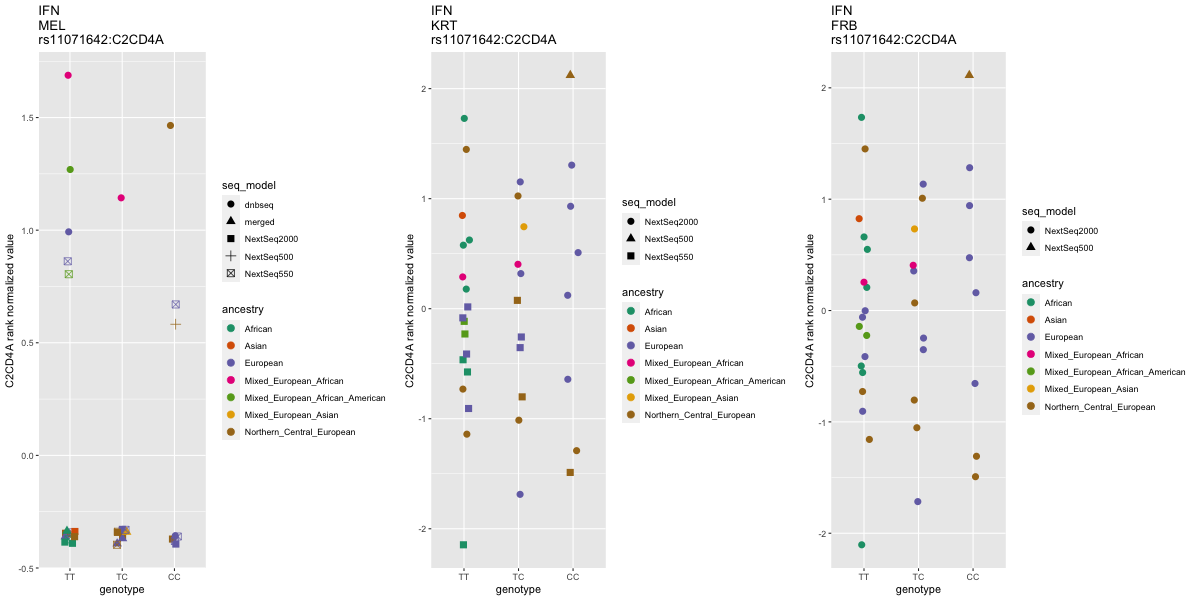 IFN
MEL
rs11071642:C2CD4A
C2CD4A rank normalized value
1.5
1.0
0.5
0.0
-0.5
TT
TC
CC
genotype
seq_model
dnbseq
merged
NextSeq2000
NextSeq500
NextSeq550
ancestry
African
Asian
European
Mixed_European_African
Mixed_European_African_American
Mixed_European_Asian
Northern_Central_European
IFN
KRT
rs11071642:C2CD4A
C2CD4A rank normalized value
2
1
0
-1
-2
TT
TC
CC
genotype
seq_model
NextSeq2000
NextSeq500
NextSeq550
ancestry
African
Asian
European
Mixed_European_African
Mixed_European_African_American
Mixed_European_Asian
Northern_Central_European
IFN
FRB
rs11071642:C2CD4A
C2CD4A rank normalized value
2
1
0
-1
-2
TT
TC
CC
genotype
seq_model
NextSeq2000
NextSeq500
ancestry
African
Asian
European
Mixed_European_African
Mixed_European_African_American
Mixed_European_Asian
Northern_Central_European